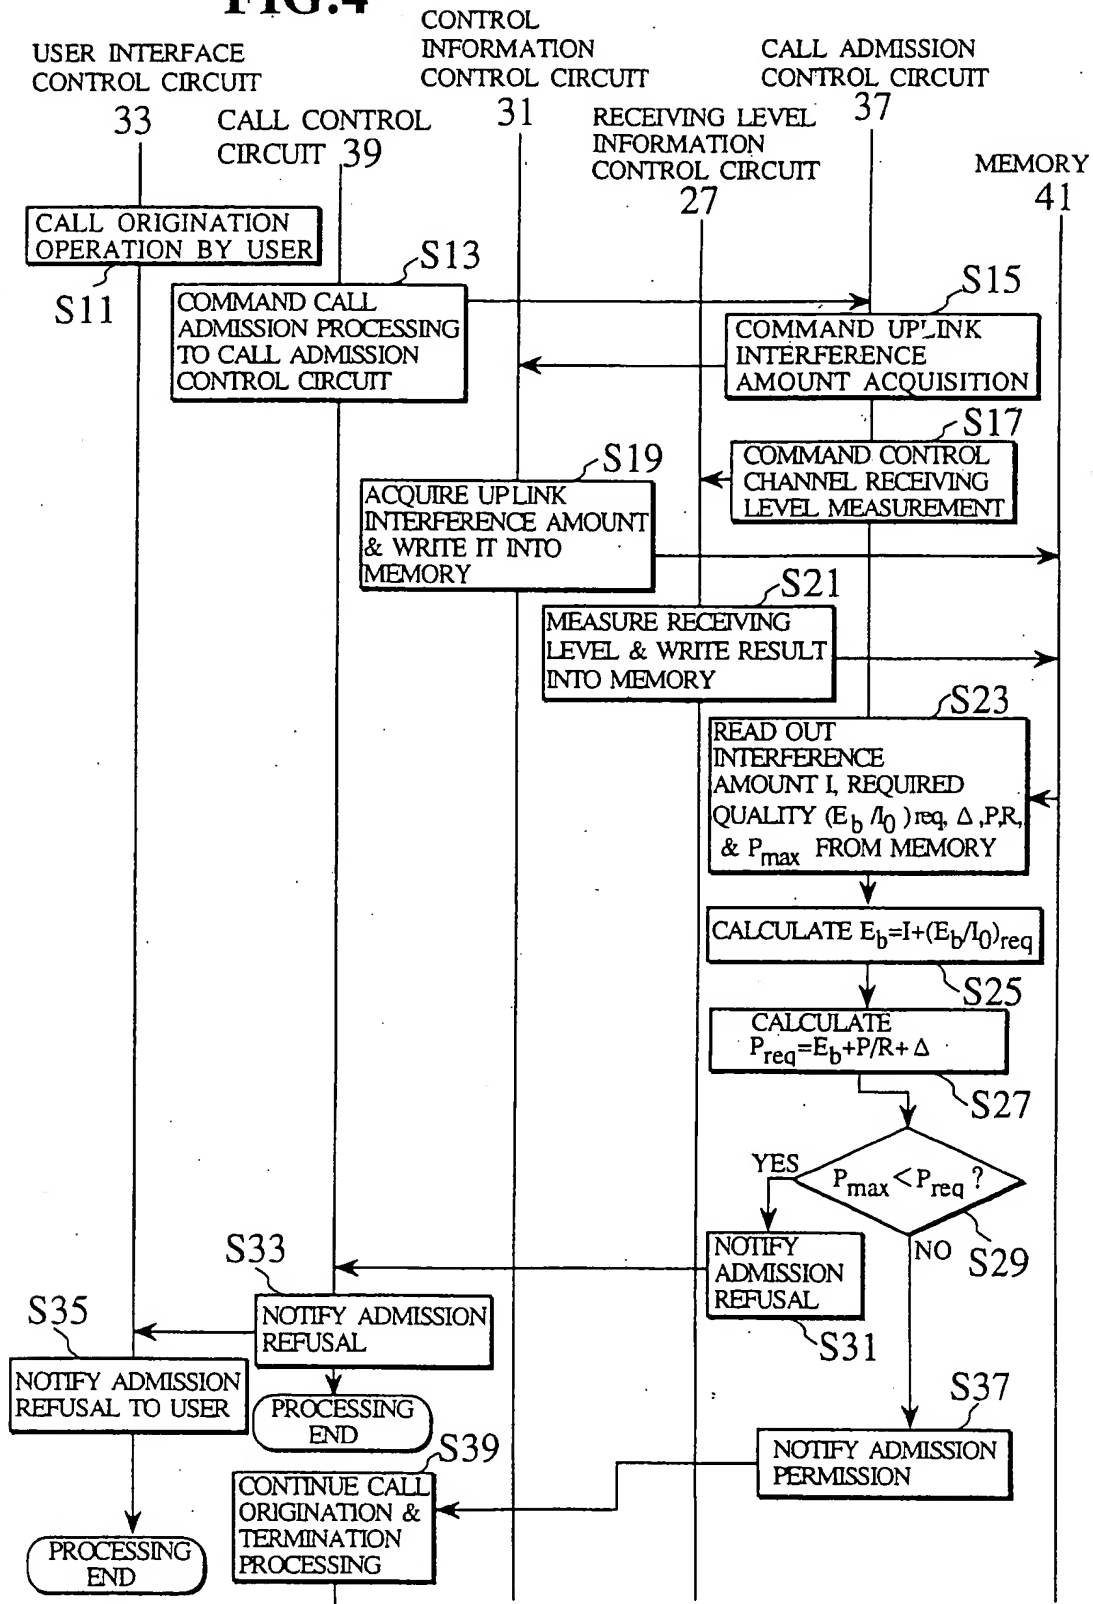 FIG.4
USER INTERFACE
CONTROL CIRCUIT
33
CALL CONTROL
CIRCUIT 39
CONTROL
INFORMATION
CONTROL CIRCUIT
31
RECEIVING LEVEL
INFORMATION
CONTROL CIRCUIT
27
CALL ADMISSION
CONTROL CIRCUIT
37
MEMORY
41
CALL ORIGINATION
OPERATION BY USER
S11
S13
COMMAND CALL
ADMISSION PROCESSING
TO CALL ADMISSION
CONTROL CIRCUIT
S15
COMMAND UPLINK
INTERFERENCE
AMOUNT ACQUISITION
S17
COMMAND CONTROL
CHANNEL RECEIVING
LEVEL MEASUREMENT
S19
ACQUIRE UPLINK
INTERFERENCE AMOUNT
& WRITE IT INTO
MEMORY
S21
MEASURE RECEIVING
LEVEL & WRITE RESULT
INTO MEMORY
S23
READ OUT
INTERFERENCE
AMOUNT I, REQUIRED
QUALITY (Eb/I0)req, Δ,P,R,
& Pmax FROM MEMORY
CALCULATE Eb=I+(Eb/I0)req
S25
CALCULATE
Preq=Eb+P/R+Δ
S27
Pmax<Preq?
YES
NO
S29
NOTIFY
ADMISSION
REFUSAL
S31
S33
NOTIFY ADMISSION
REFUSAL
PROCESSING
END
S35
NOTIFY ADMISSION
REFUSAL TO USER
PROCESSING
END
S37
NOTIFY ADMISSION
PERMISSION
S39
CONTINUE CALL
ORIGINATION &
TERMINATION
PROCESSING